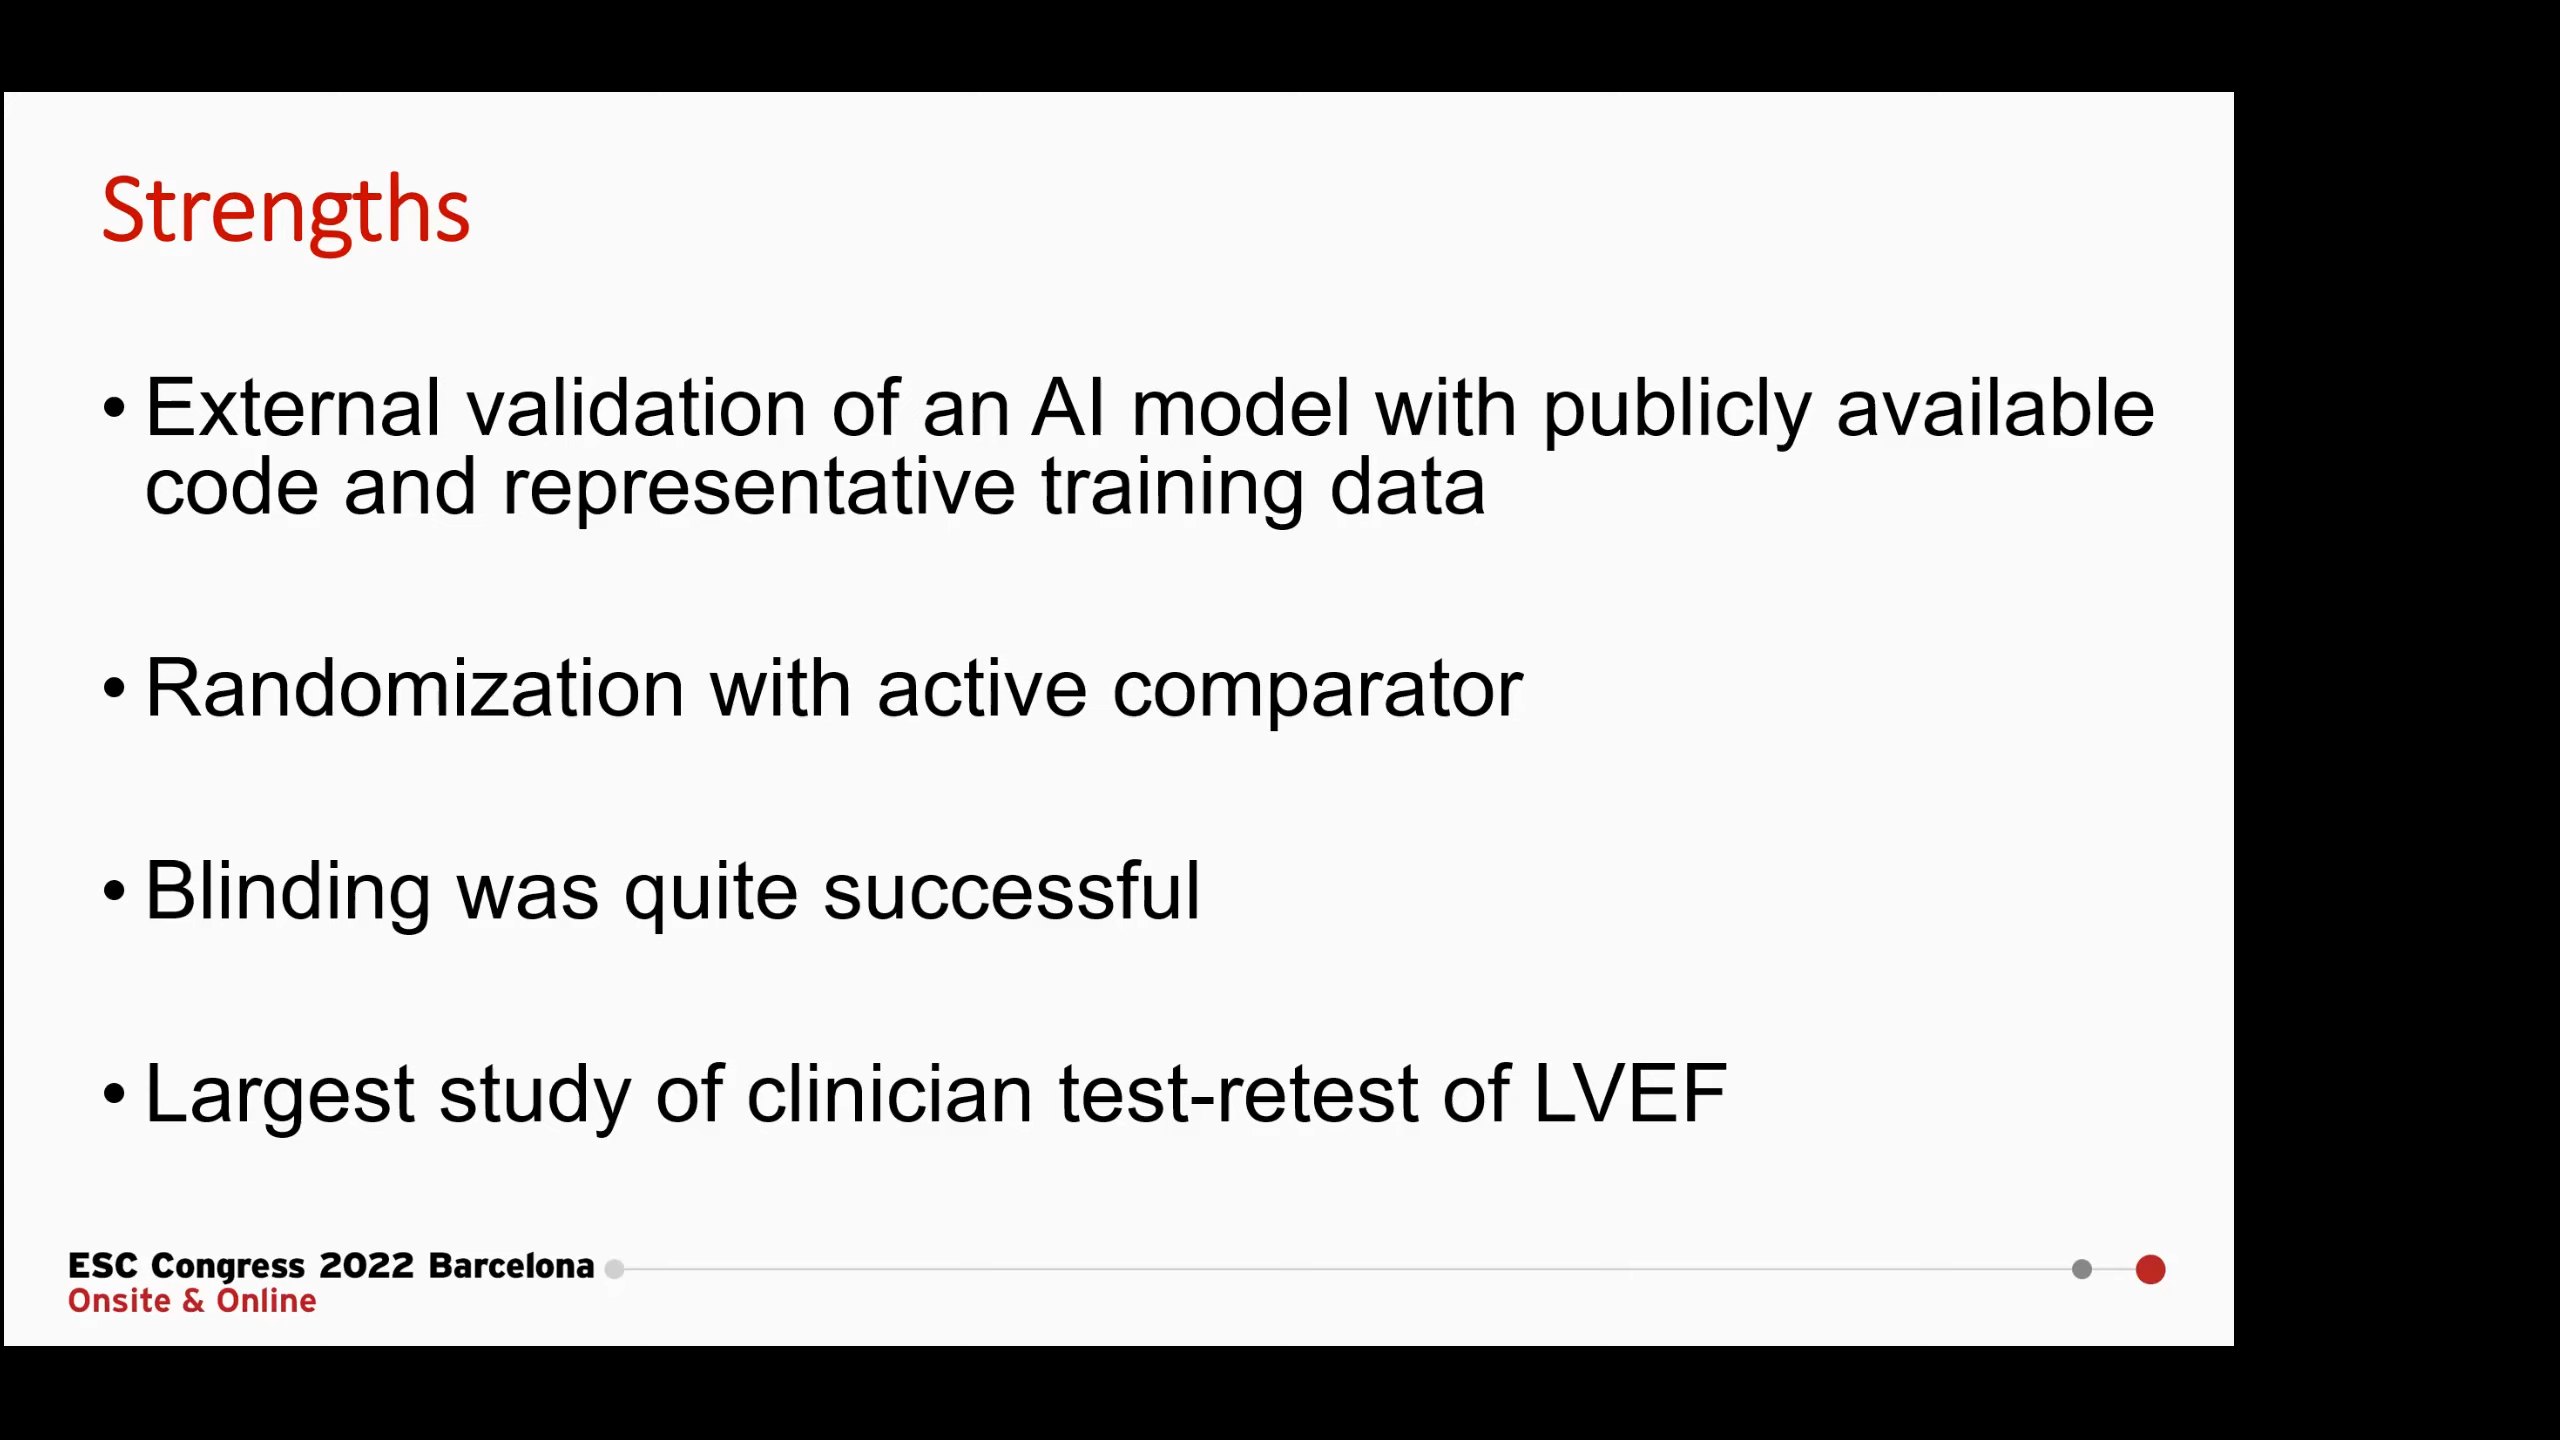 Strengths
• External validation of an AI model with publicly available
code and representative training data
• Randomization with active comparator
• Blinding was quite successful
• Largest study of clinician test-retest of LVEF
ESC Congress 2022 Barcelona
Onsite & Online